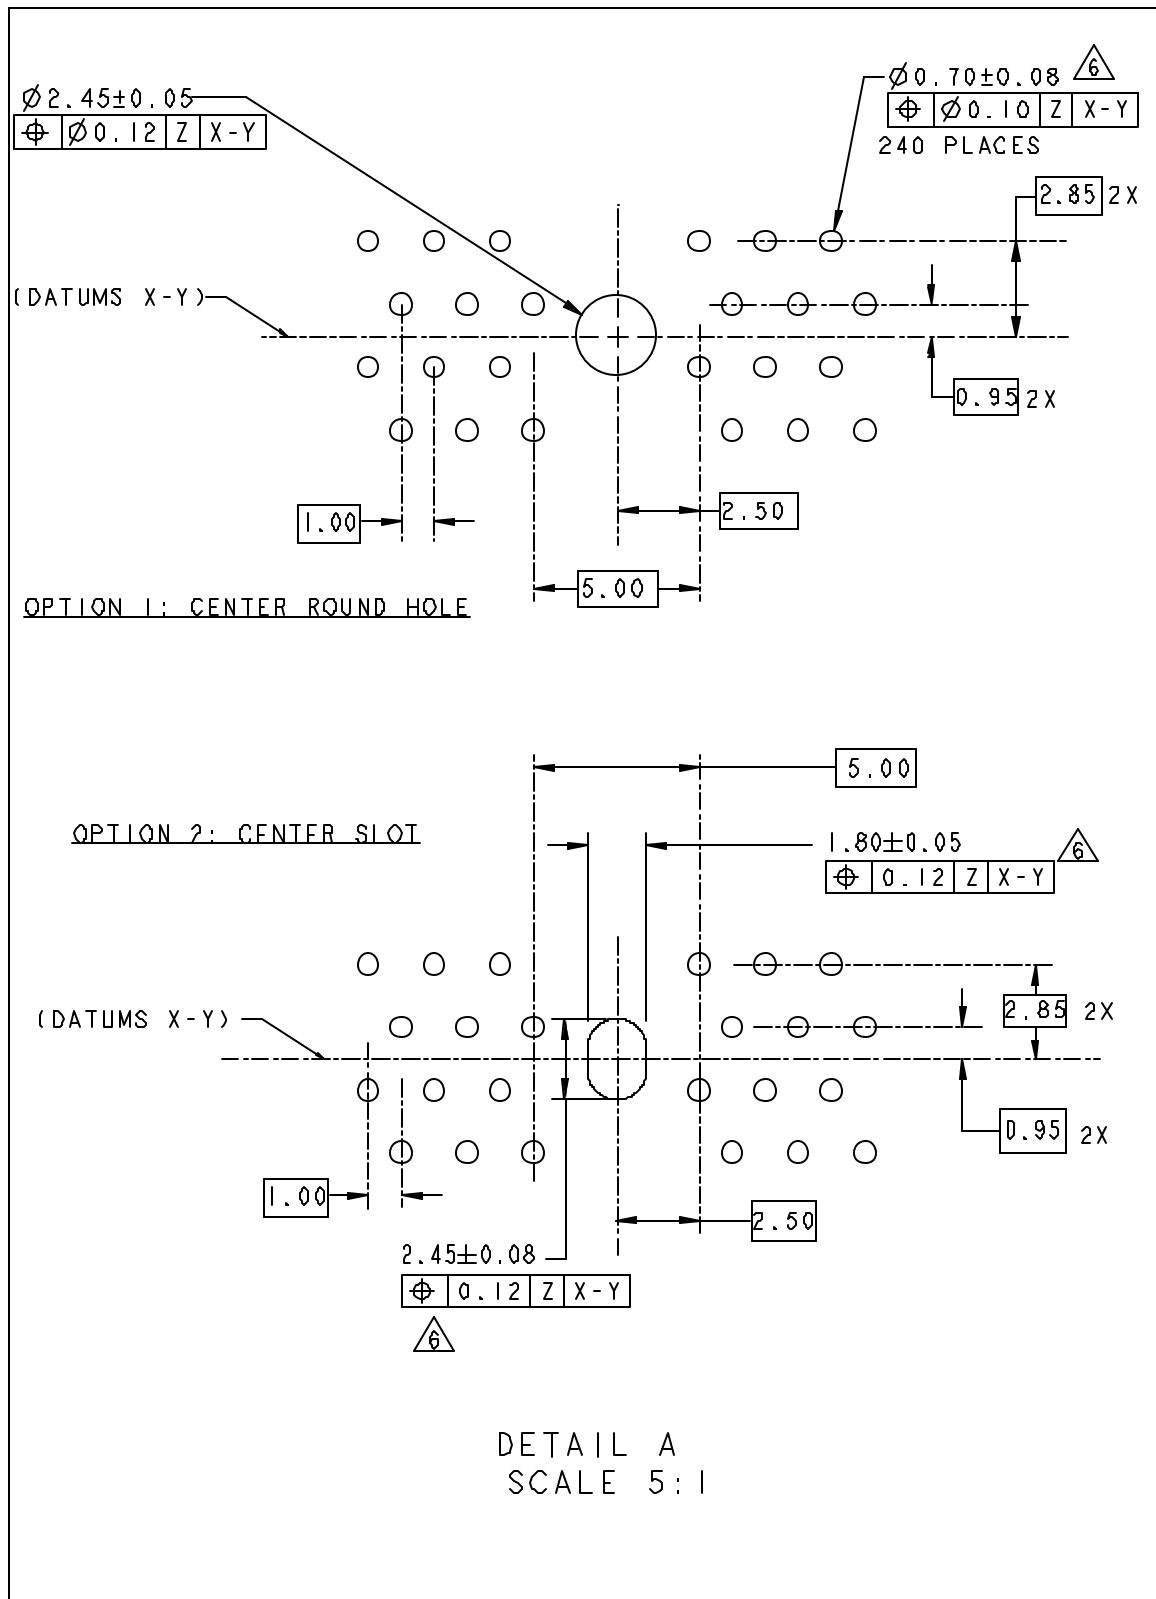 Ø2.45±0.05
⌖ Ø0.12 Z X-Y
Ø0.70±0.08 6
⌖ Ø0.10 Z X-Y
240 PLACES
2.85 2X
(DATUMS X-Y)
0.95 2X
1.00
2.50
5.00
OPTION 1: CENTER ROUND HOLE
5.00
OPTION 2: CENTER SLOT
1.80±0.05 6
⌖ 0.12 Z X-Y
(DATUMS X-Y)
2.85 2X
0.95 2X
1.00
2.50
2.45±0.08
⌖ 0.12 Z X-Y
6
DETAIL A
SCALE 5:1